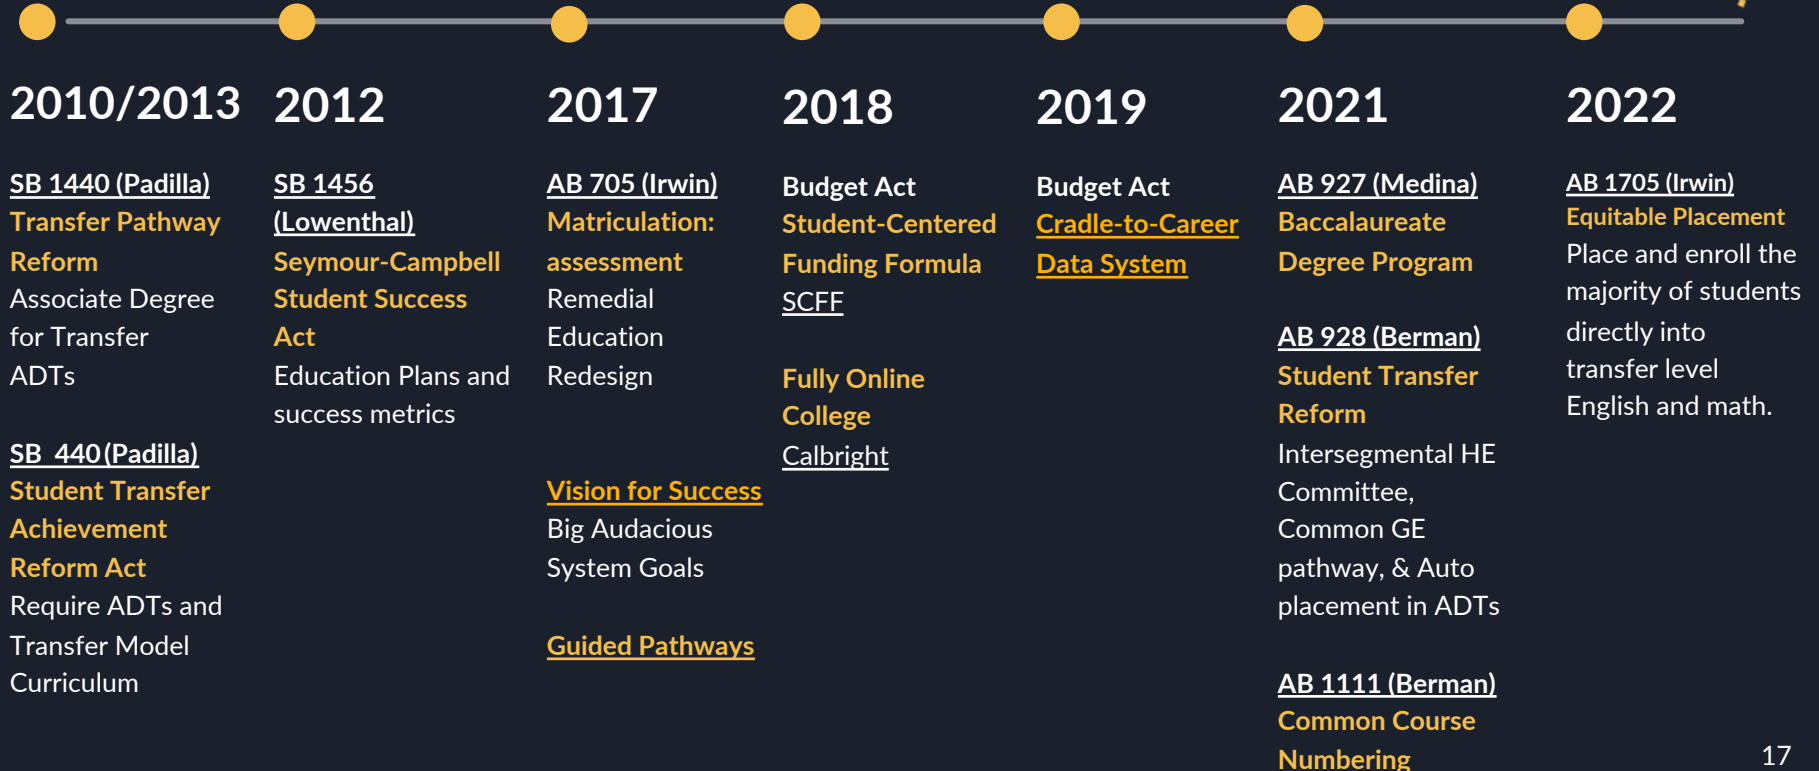 2010/2013
SB 1440 (Padilla)
Transfer Pathway
Reform
Associate Degree
for Transfer
ADTs
SB 440 (Padilla)
Student Transfer
Achievement
Reform Act
Require ADTs and
Transfer Model
Curriculum
2012
SB 1456
(Lowenthal)
Seymour-Campbell
Student Success
Act
Education Plans and
success metrics
2017
AB 705 (Irwin)
Matriculation:
assessment
Remedial
Education
Redesign
Vision for Success
Big Audacious
System Goals
Guided Pathways
2018
Budget Act
Student-Centered
Funding Formula
SCFF
Fully Online
College
Calbright
2019
Budget Act
Cradle-to-Career
Data System
2021
AB 927 (Medina)
Baccalaureate
Degree Program
AB 928 (Berman)
Student Transfer
Reform
Intersegmental HE
Committee,
Common GE
pathway, & Auto
placement in ADTs
AB 1111 (Berman)
Common Course
Numbering
2022
AB 1705 (Irwin)
Equitable Placement
Place and enroll the
majority of students
directly into
transfer level
English and math.
17